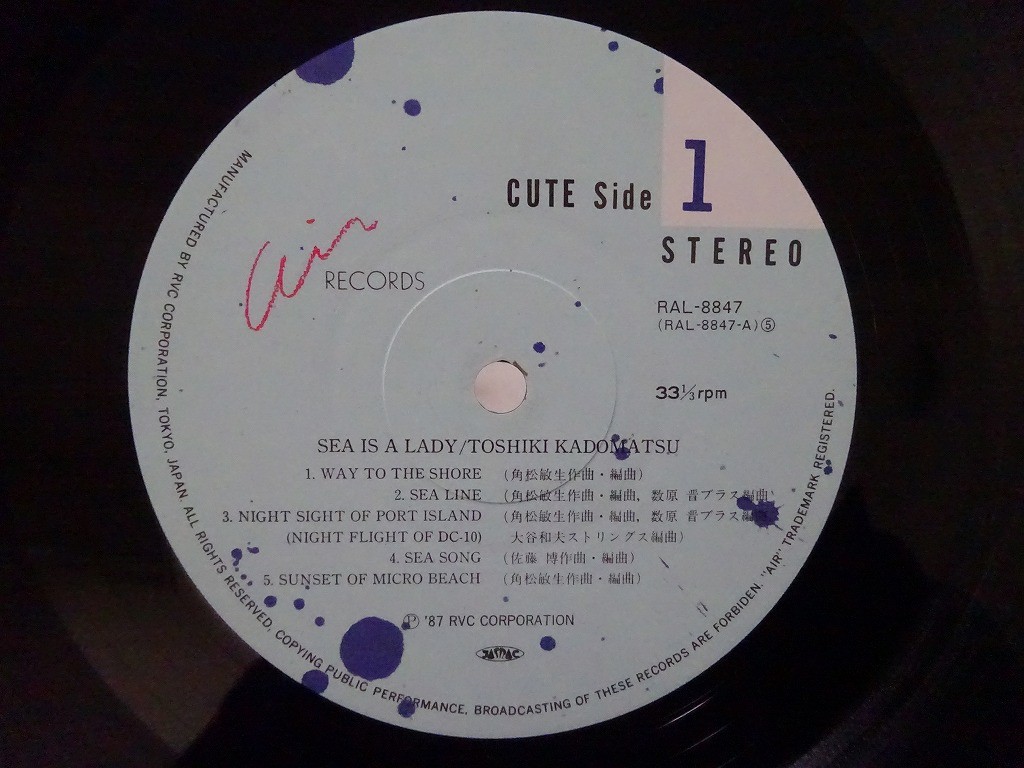 CUTE Side 1
STEREO
Air
RECORDS
RAL-8847
(RAL-8847-A)⑤
33⅓rpm
SEA IS A LADY/TOSHIKI KADOMATSU
1. WAY TO THE SHORE (角松敏生作曲・編曲)
2. SEA LINE (角松敏生作曲・編曲, 数原 晋ブラス編曲)
3. NIGHT SIGHT OF PORT ISLAND (角松敏生作曲・編曲, 数原 晋ブラス編曲
(NIGHT FLIGHT OF DC-10) 大谷和夫ストリングス編曲)
4. SEA SONG (佐藤 博作曲・編曲)
5. SUNSET OF MICRO BEACH (角松敏生作曲・編曲)
Ⓟ '87 RVC CORPORATION
JASRAC
MANUFACTURED BY RVC CORPORATION, TOKYO, JAPAN. ALL RIGHTS RESERVED. COPYING PUBLIC PERFORMANCE, BROADCASTING OF THESE RECORDS ARE FORBIDDEN. "AIR" TRADEMARK REGISTERED.